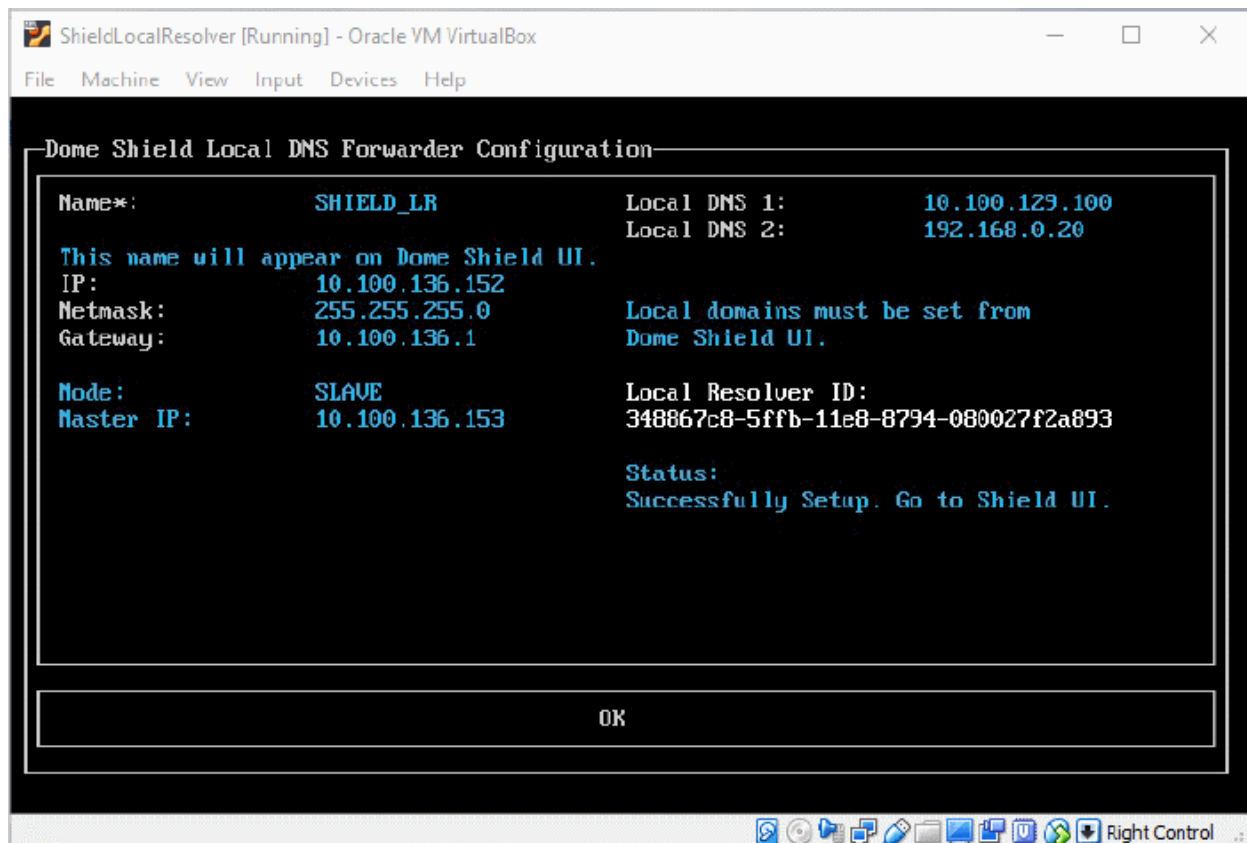 ShieldLocalResolver [Running] - Oracle VM VirtualBox
File Machine View Input Devices Help
Dome Shield Local DNS Forwarder Configuration
Name*: SHIELD_LR
This name will appear on Dome Shield UI.
IP: 10.100.136.152
Netmask: 255.255.255.0
Gateway: 10.100.136.1
Node: SLAVE
Master IP: 10.100.136.153
Local DNS 1: 10.100.129.100
Local DNS 2: 192.168.0.20
Local domains must be set from
Dome Shield UI.
Local Resolver ID:
348867c8-5ffb-11e8-8794-080027f2a893
Status:
Successfully Setup. Go to Shield UI.
OK
Right Control